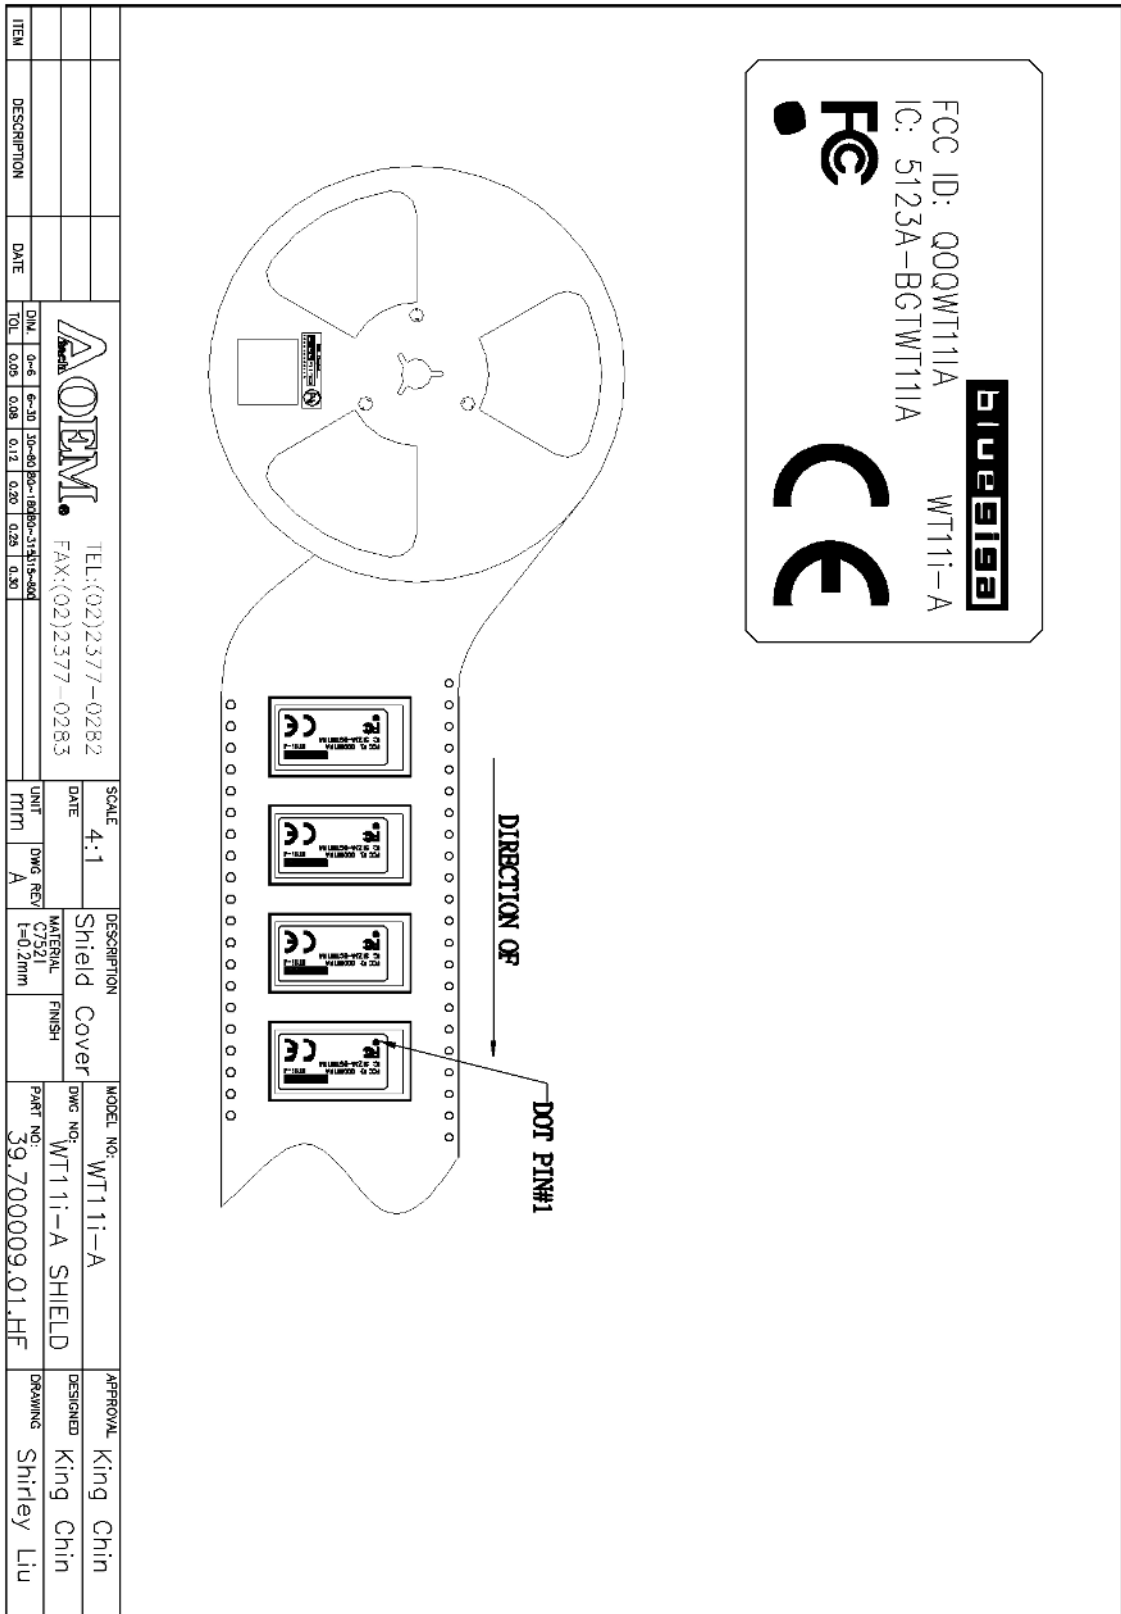 bluegiga
WT11i-A
FCC ID: QOQWT11IA
IC: 5123A-BGTWT11IA
FC
CE
DIRECTION OF
DOT PIN#1
ITEM
DESCRIPTION
DATE
AOEM®
TEL:(02)2377-0282
FAX:(02)2377-0283
DIM. 0~6 6~30 30~80 80~180 180~315 315~800
TOL 0.05 0.08 0.12 0.20 0.25 0.30
SCALE 4:1
DATE
UNIT mm
DWG REV A
DESCRIPTION
Shield Cover
MATERIAL
C7521
t=0.2mm
FINISH
MODEL NO: WT11i-A
DWG NO: WT11i-A SHIELD
PART NO: 39.700009.01.HF
APPROVAL King Chin
DESIGNED King Chin
DRAWING Shirley Liu